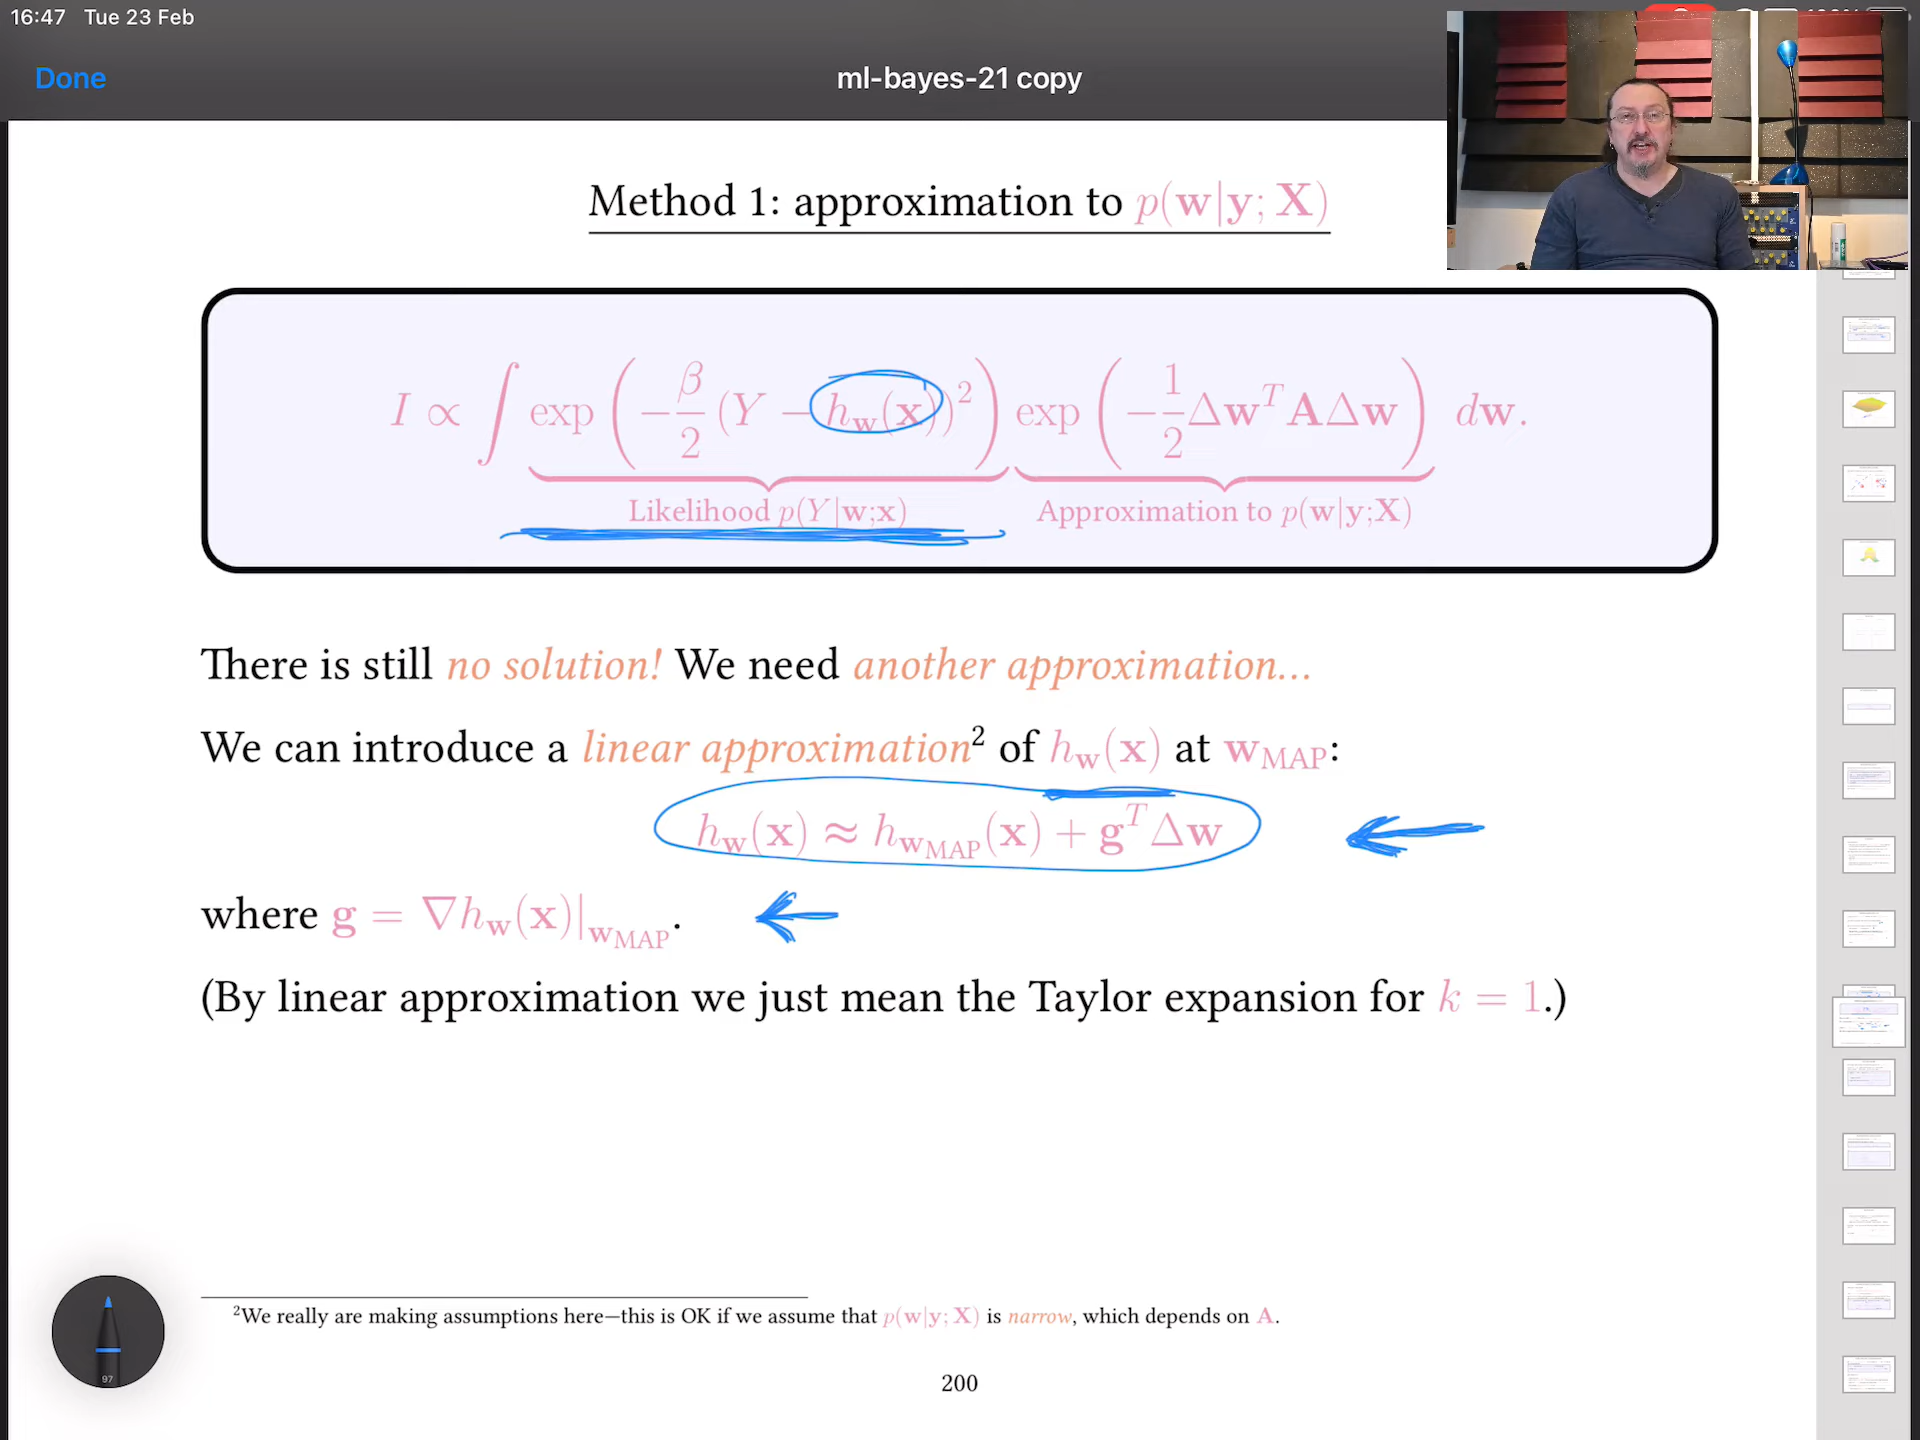 16:47 Tue 23 Feb
Done
ml-bayes-21 copy
Method 1: approximation to p(w|y; X)
I ∝ ∫ exp ( −β/2 (Y − h_w(x))² ) exp ( −1/2 Δw^T A Δw ) dw.
Likelihood p(Y|w;x) Approximation to p(w|y;X)
There is still no solution! We need another approximation...
We can introduce a linear approximation² of h_w(x) at w_MAP:
h_w(x) ≈ h_{w_MAP}(x) + g^T Δw
where g = ∇h_w(x)|_{w_MAP}.
(By linear approximation we just mean the Taylor expansion for k = 1.)
²We really are making assumptions here—this is OK if we assume that p(w|y; X) is narrow, which depends on A.
97
200